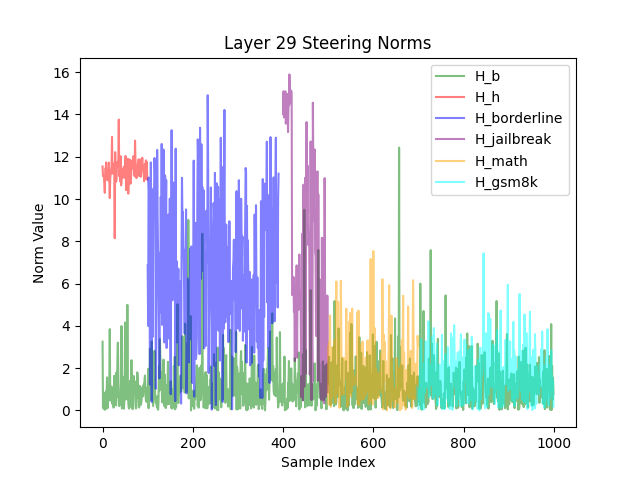 Layer 29 Steering Norms
Norm Value
16
14
12
10
8
6
4
2
0
H_b
H_h
H_borderline
H_jailbreak
H_math
H_gsm8k
0
200
400
600
800
1000
Sample Index